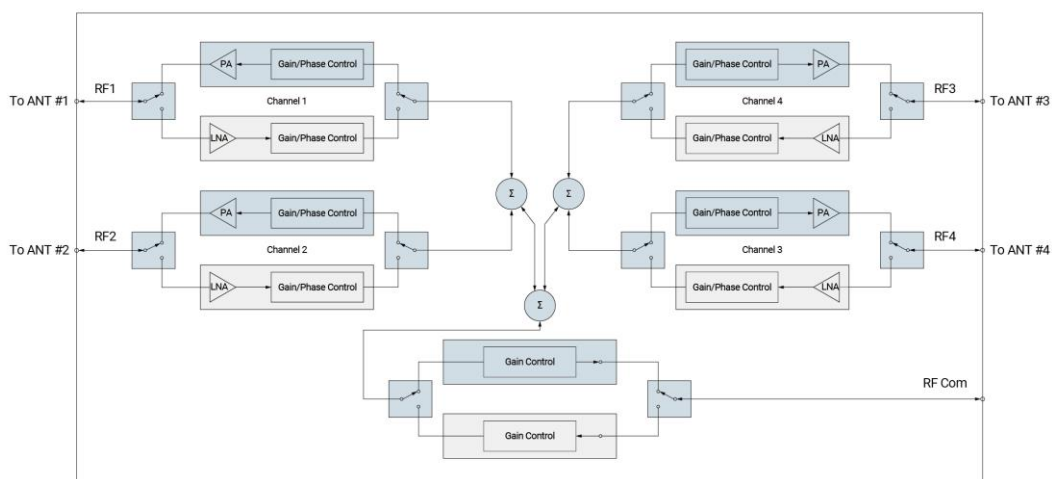 PA
Gain/Phase Control
RF1
To ANT #1
Channel 1
LNA
Gain/Phase Control
PA
Gain/Phase Control
RF2
To ANT #2
Channel 2
LNA
Gain/Phase Control
Σ
Σ
Σ
Gain/Phase Control
PA
RF3
To ANT #3
Channel 4
Gain/Phase Control
LNA
Gain/Phase Control
PA
RF4
To ANT #4
Channel 3
Gain/Phase Control
LNA
Gain Control
RF Com
Gain Control